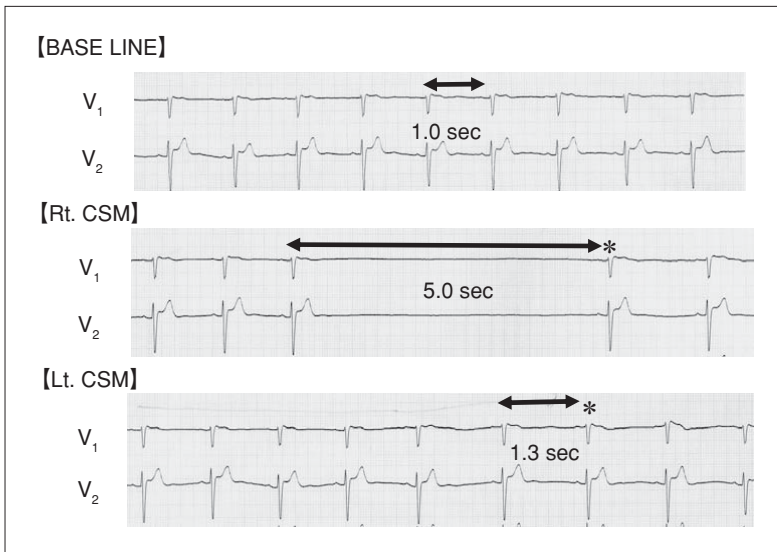 【BASE LINE】
V₁
1.0 sec
V₂
【Rt. CSM】
*
V₁
5.0 sec
V₂
【Lt. CSM】
*
V₁
1.3 sec
V₂